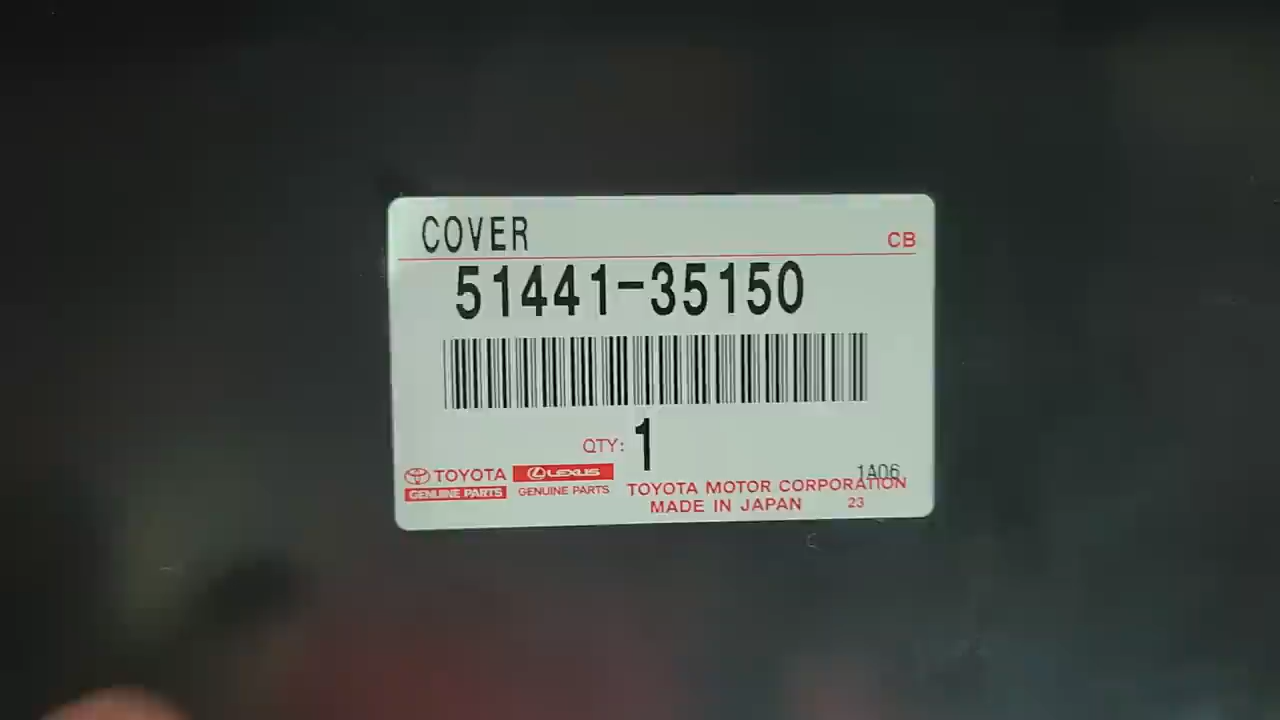 COVER
CB
51441-35150
QTY: 1
1A06
TOYOTA LEXUS
GENUINE PARTS GENUINE PARTS
TOYOTA MOTOR CORPORATION
MADE IN JAPAN 23